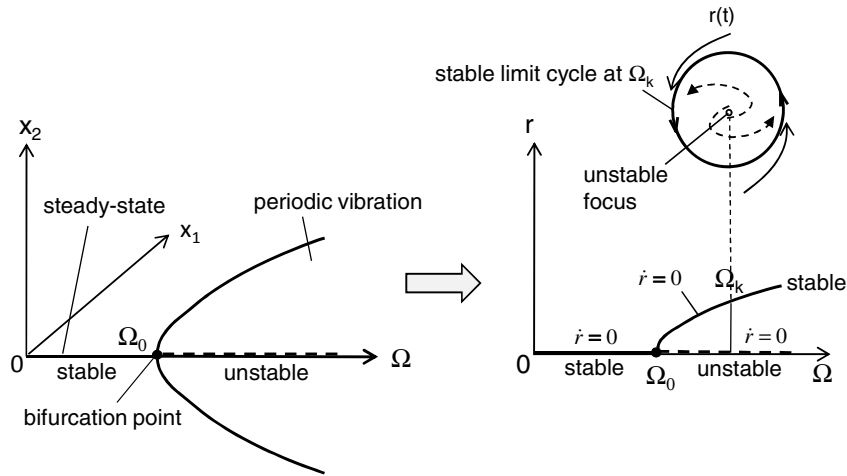 x2
steady-state
x1
periodic vibration
Ω0
0
stable
unstable
Ω
bifurcation point
r(t)
stable limit cycle at Ωk
r
unstable
focus
ṙ = 0
Ωk
stable
ṙ = 0
ṙ = 0
0
stable
Ω0
unstable
Ω